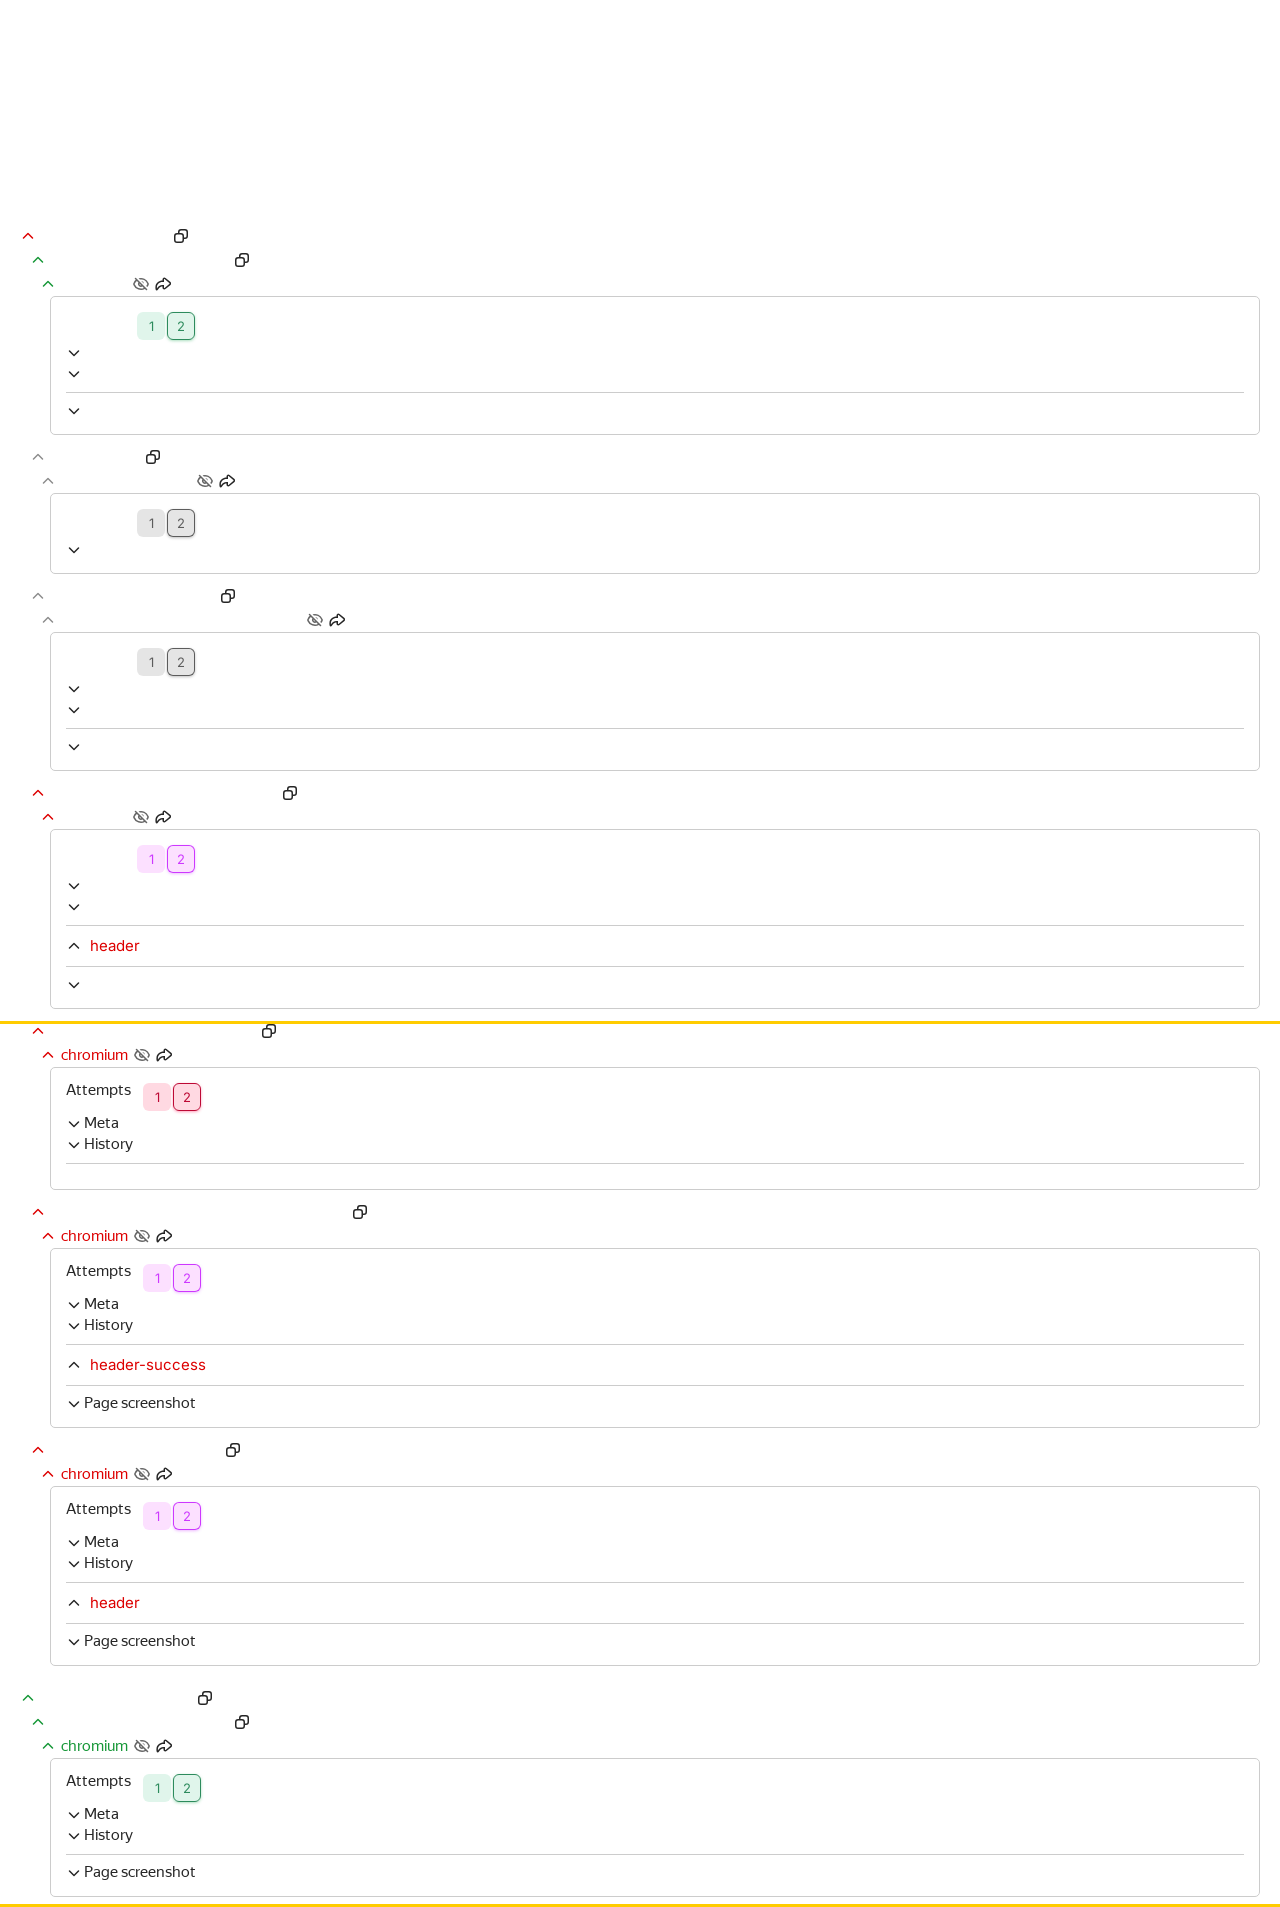 1 2
1 2
1 2
1 2
header
chromium
Attempts 1 2
Meta
History
chromium
Attempts 1 2
Meta
History
header-success
Page screenshot
chromium
Attempts 1 2
Meta
History
header
Page screenshot
chromium
Attempts 1 2
Meta
History
Page screenshot